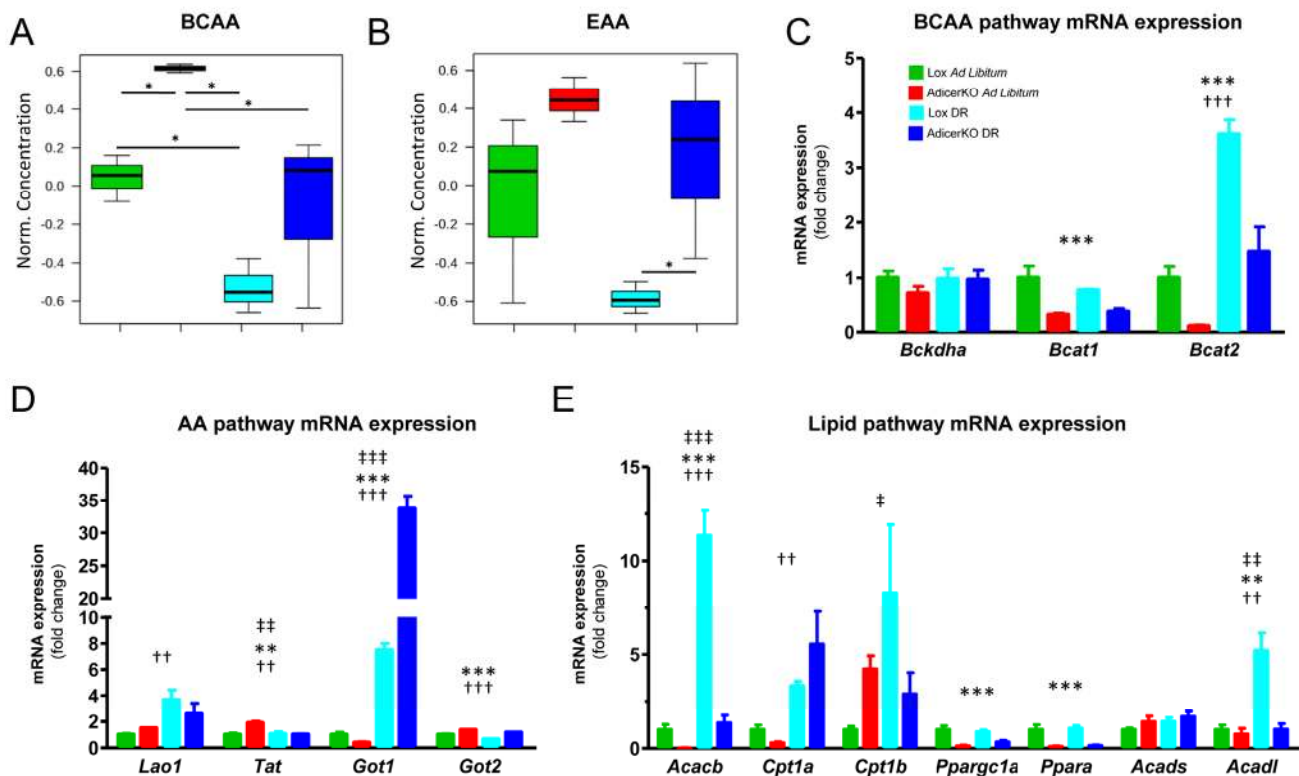 A
BCAA
Norm. Concentration
0.6
0.4
0.2
0.0
-0.2
-0.4
-0.6
*
*
*
*
B
EAA
Norm. Concentration
0.6
0.4
0.2
0.0
-0.2
-0.4
-0.6
*
C
BCAA pathway mRNA expression
mRNA expression
(fold change)
5
4
3
2
1
0
Lox Ad Libitum
AdicerKO Ad Libitum
Lox DR
AdicerKO DR
***
***
†††
Bckdha
Bcat1
Bcat2
D
AA pathway mRNA expression
mRNA expression
(fold change)
40
35
30
25
20
8
6
4
2
0
††
‡‡
**
††
‡‡‡
***
†††
***
†††
Lao1
Tat
Got1
Got2
E
Lipid pathway mRNA expression
mRNA expression
(fold change)
15
10
5
0
‡‡‡
***
†††
††
‡
***
***
‡‡
**
††
Acacb
Cpt1a
Cpt1b
Ppargc1a
Ppara
Acads
Acadl